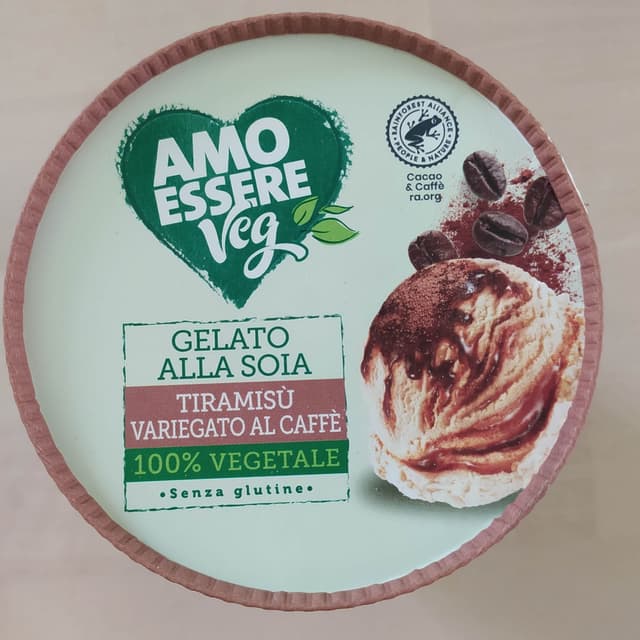 AMO
ESSERE
Veg
RAINFOREST ALLIANCE
PEOPLE & NATURE
Cacao
& Caffè
ra.org
GELATO
ALLA SOIA
TIRAMISÙ
VARIEGATO AL CAFFÈ
100% VEGETALE
•Senza glutine•